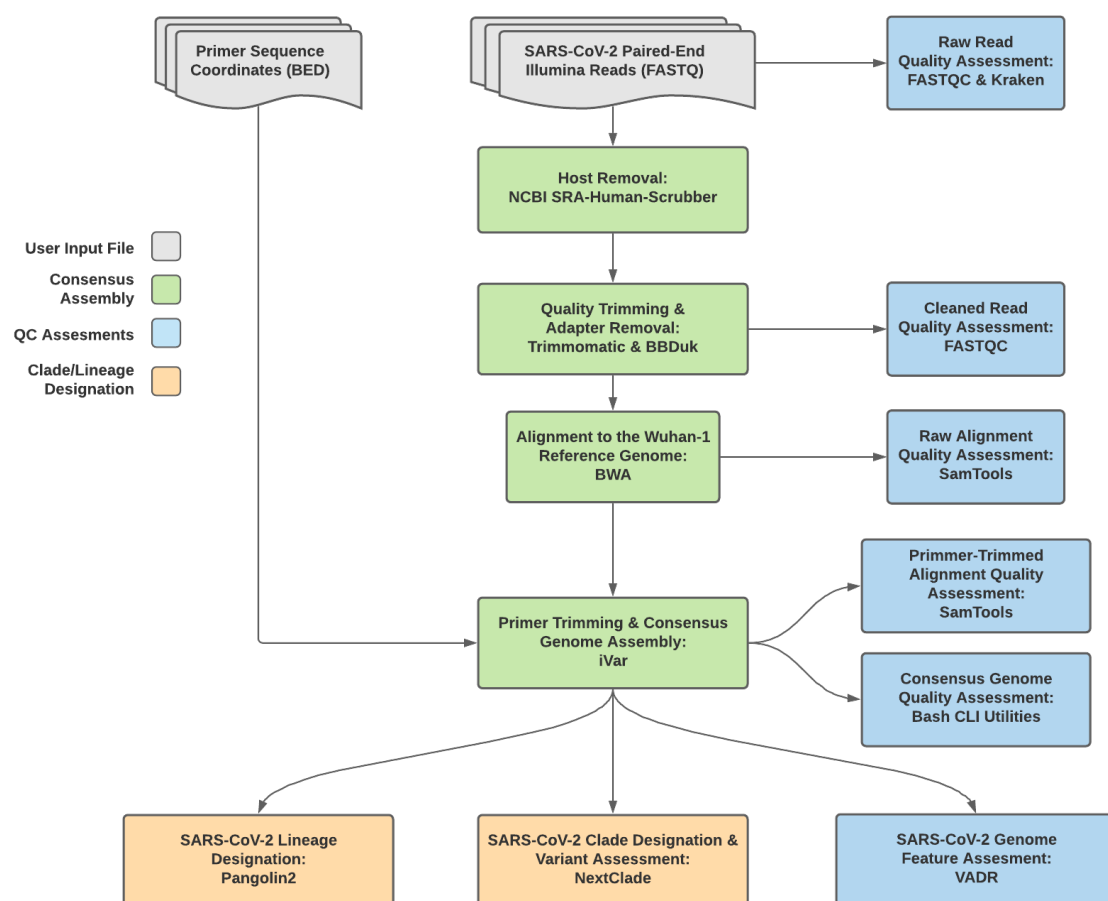 Primer Sequence
Coordinates (BED)
SARS-CoV-2 Paired-End
Illumina Reads (FASTQ)
Raw Read
Quality Assessment:
FASTQC & Kraken
Host Removal:
NCBI SRA-Human-Scrubber
User Input File
Consensus
Assembly
QC Assesments
Clade/Lineage
Designation
Quality Trimming &
Adapter Removal:
Trimmomatic & BBDuk
Cleaned Read
Quality Assessment:
FASTQC
Alignment to the Wuhan-1
Reference Genome:
BWA
Raw Alignment
Quality Assessment:
SamTools
Primmer-Trimmed
Alignment Quality
Assessment:
SamTools
Primer Trimming & Consensus
Genome Assembly:
iVar
Consensus Genome
Quality Assessment:
Bash CLI Utilities
SARS-CoV-2 Lineage
Designation:
Pangolin2
SARS-CoV-2 Clade Designation &
Variant Assessment:
NextClade
SARS-CoV-2 Genome
Feature Assesment:
VADR